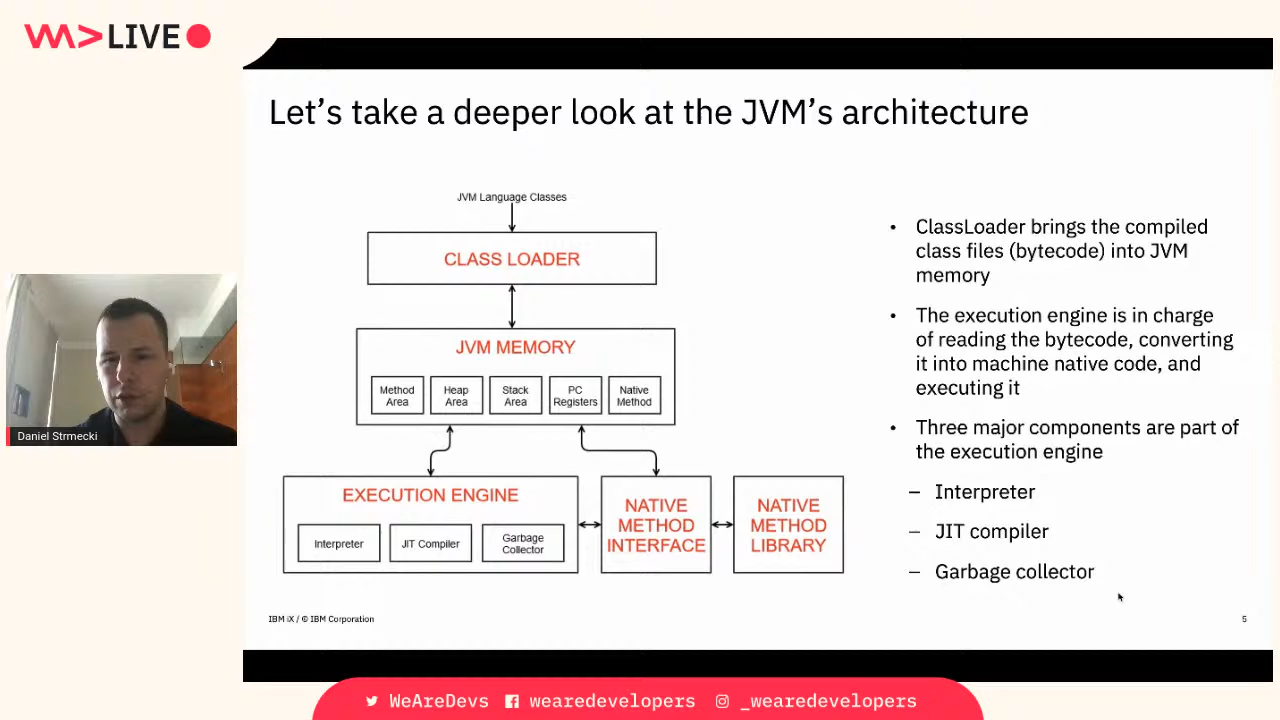 WA>LIVE
Let's take a deeper look at the JVM's architecture
JVM Language Classes
CLASS LOADER
JVM MEMORY
Method Area
Heap Area
Stack Area
PC Registers
Native Method
EXECUTION ENGINE
Interpreter
JIT Compiler
Garbage Collector
NATIVE METHOD INTERFACE
NATIVE METHOD LIBRARY
• ClassLoader brings the compiled
class files (bytecode) into JVM
memory
• The execution engine is in charge
of reading the bytecode, converting
it into machine native code, and
executing it
• Three major components are part of
the execution engine
– Interpreter
– JIT compiler
– Garbage collector
Daniel Strmecki
IBM iX / © IBM Corporation
5
WeAreDevs wearedevelopers _wearedevelopers